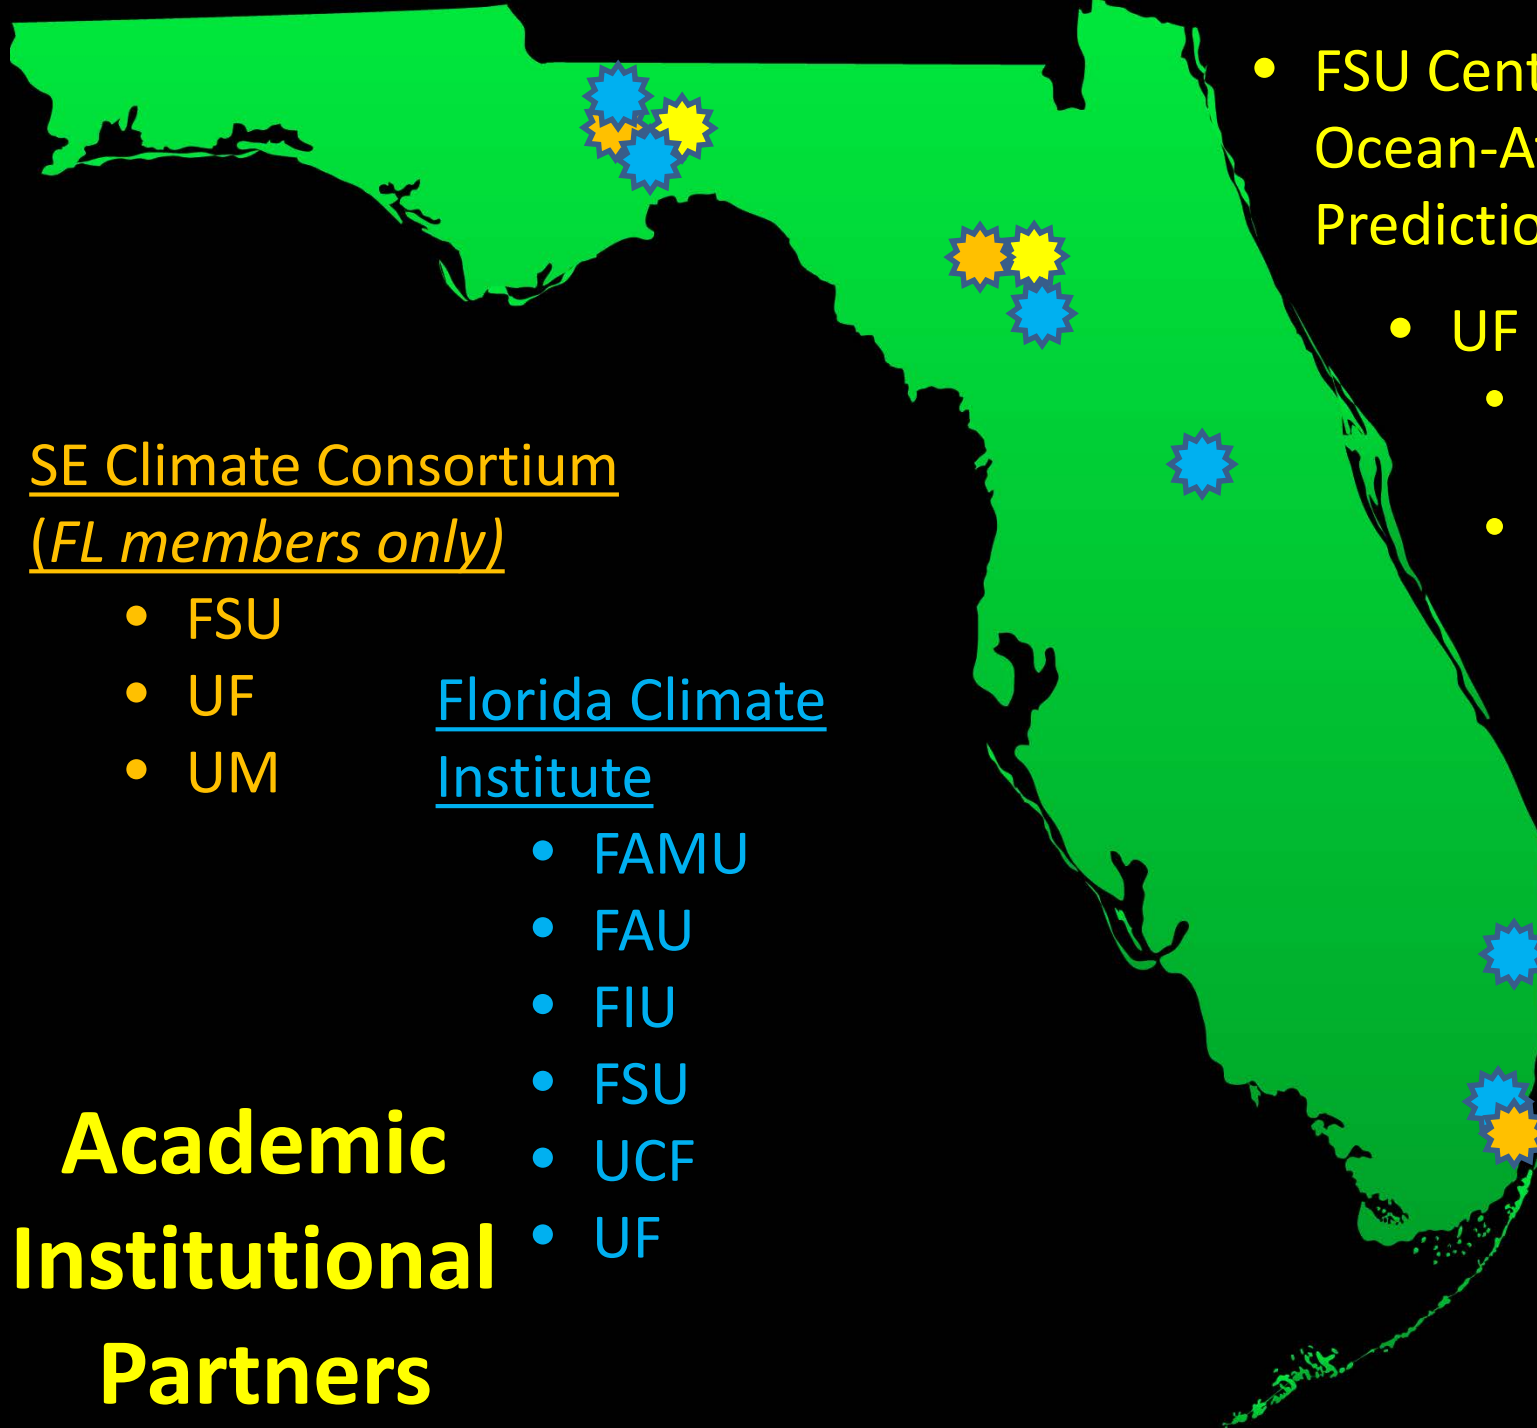 SE Climate Consortium
(FL members only)
• FSU
• UF
• UM
Florida Climate
Institute
• FAMU
• FAU
• FIU
• FSU
• UCF
• UF
Academic
Institutional
Partners
• FSU Cent
Ocean-A
Predictio
• UF